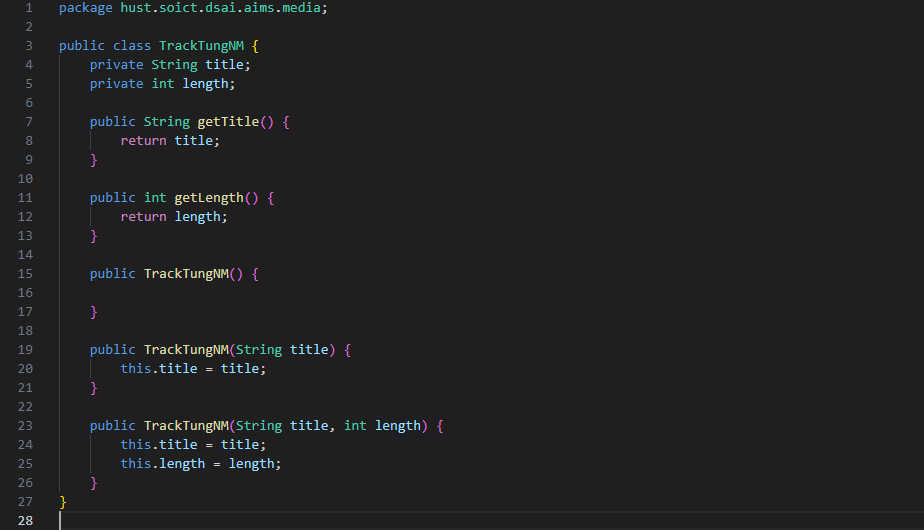 1 package hust.soict.dsai.aims.media;
2
3 public class TrackTungNM {
4     private String title;
5     private int length;
6
7     public String getTitle() {
8         return title;
9     }
10
11     public int getLength() {
12         return length;
13     }
14
15     public TrackTungNM() {
16
17     }
18
19     public TrackTungNM(String title) {
20         this.title = title;
21     }
22
23     public TrackTungNM(String title, int length) {
24         this.title = title;
25         this.length = length;
26     }
27 }
28